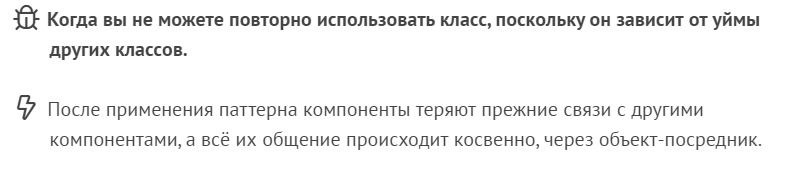 Когда вы не можете повторно использовать класс, поскольку он зависит от уймы
других классов.
После применения паттерна компоненты теряют прежние связи с другими
компонентами, а всё их общение происходит косвенно, через объект-посредник.